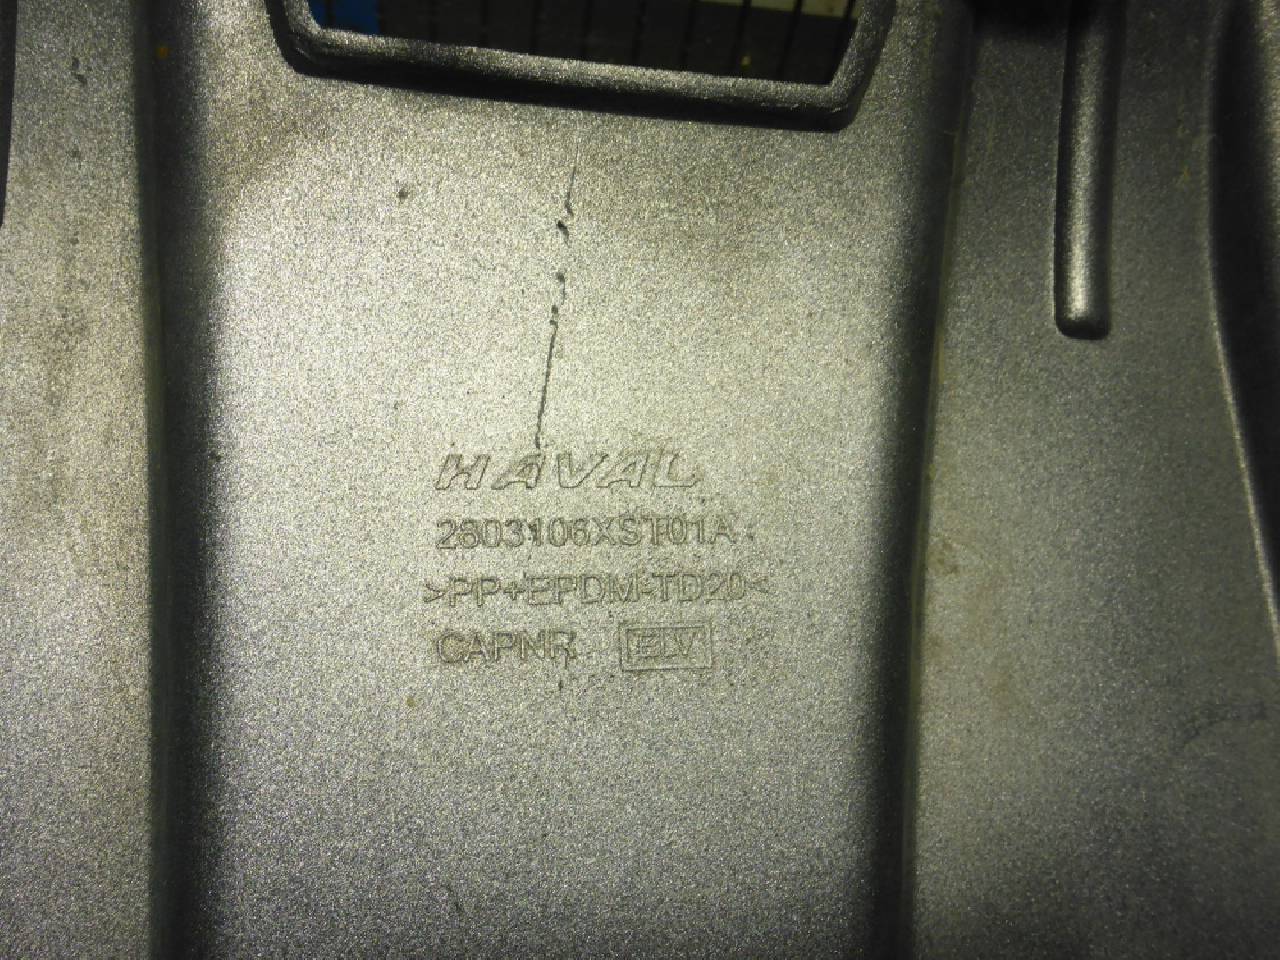 HAVAL
2803106XST01A
>PP+EPDM-TD20<
CAPNR ELV